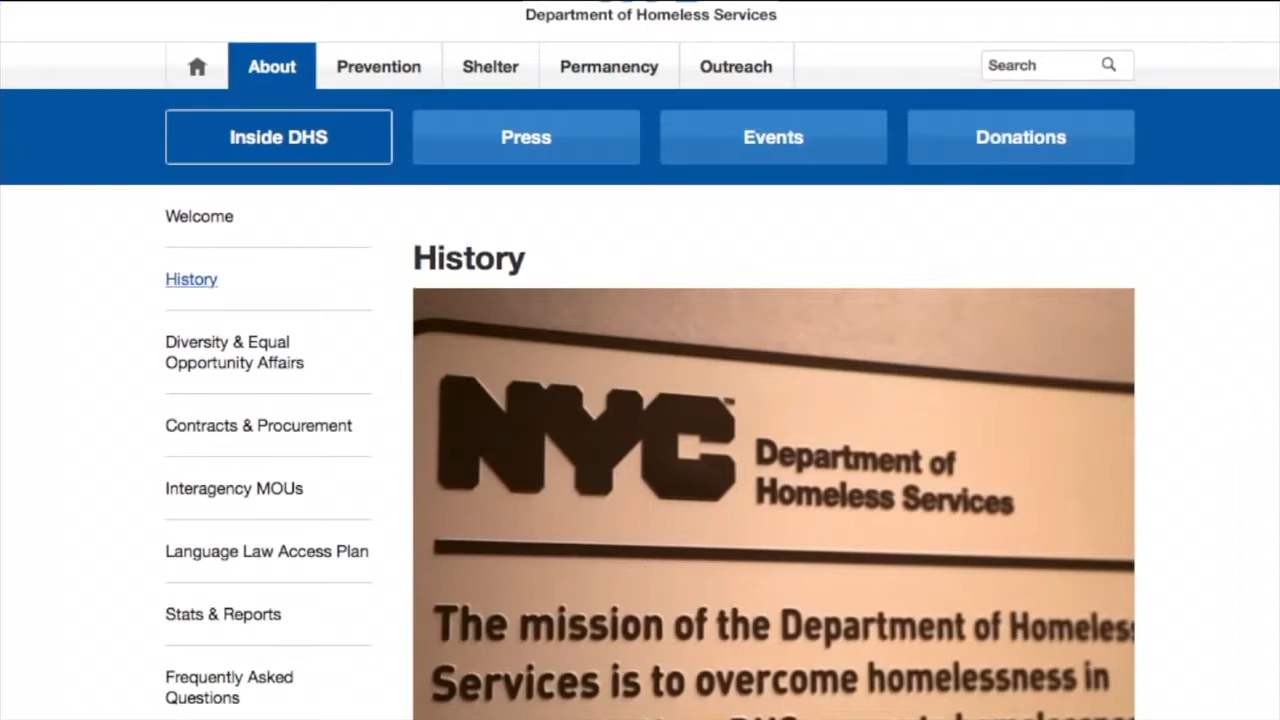 Department of Homeless Services
About
Prevention
Shelter
Permanency
Outreach
Search
Inside DHS
Press
Events
Donations
Welcome
History
Diversity & Equal
Opportunity Affairs
Contracts & Procurement
Interagency MOUs
Language Law Access Plan
Stats & Reports
Frequently Asked
Questions
History
NYC
Department of
Homeless Services
The mission of the Department of Homeless
Services is to overcome homelessness in